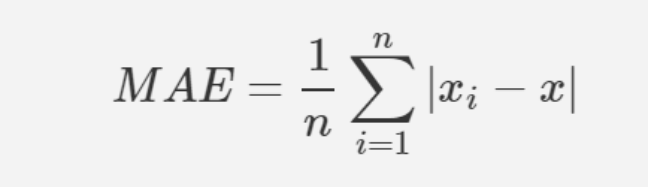 MAE = \frac{1}{n} \sum_{i=1}^{n} |x_i - x|